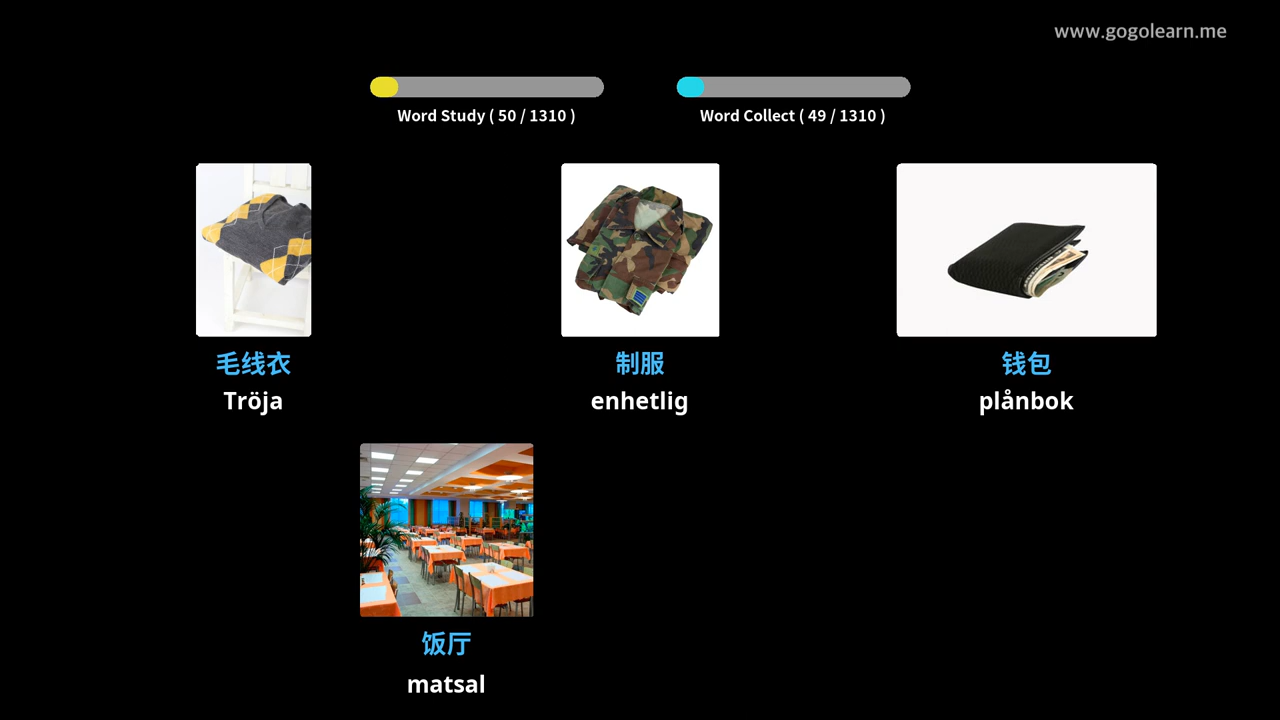 www.gogolearn.me
Word Study ( 50 / 1310 )
Word Collect ( 49 / 1310 )
毛线衣
制服
钱包
Tröja
enhetlig
plånbok
饭厅
matsal